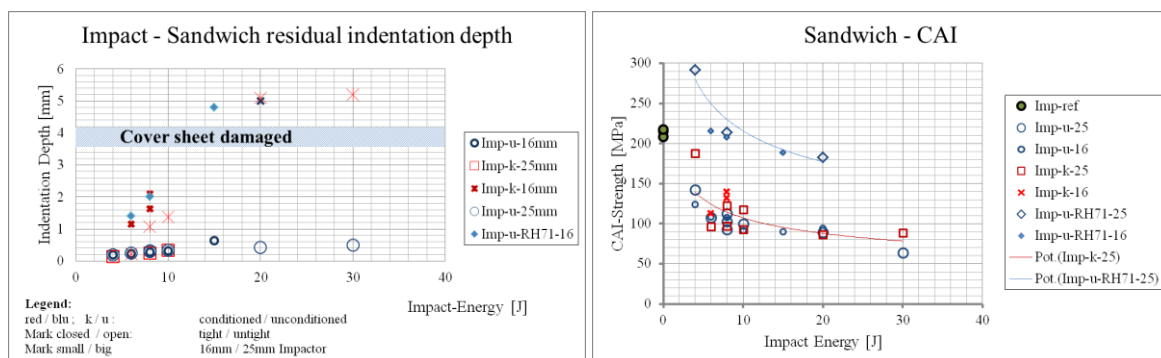 Impact - Sandwich residual indentation depth
Indentation Depth [mm]
6
5
4
3
2
1
0
Cover sheet damaged
0
10
20
30
40
Impact-Energy [J]
Imp-u-16mm
Imp-k-25mm
Imp-k-16mm
Imp-u-25mm
Imp-u-RH71-16
Legend:
red / blu ; k / u : conditioned / unconditioned
Mark closed / open: tight / untight
Mark small / big 16mm / 25mm Impactor
Sandwich - CAI
CAI-Strength [MPa]
300
250
200
150
100
50
0
0
10
20
30
40
Impact Energy [J]
Imp-ref
Imp-u-25
Imp-u-16
Imp-k-25
Imp-k-16
Imp-u-RH71-25
Imp-u-RH71-16
Pot.(Imp-k-25)
Pot.(Imp-u-RH71-25)